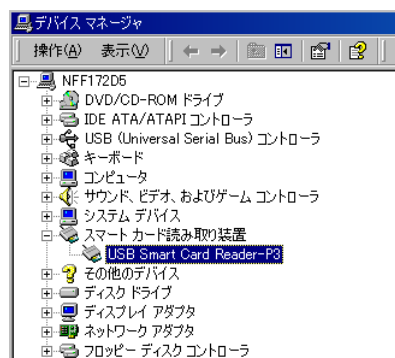 デバイス マネージャ
操作(A) 表示(V)
NFF172D5
DVD/CD-ROM ドライブ
IDE ATA/ATAPI コントローラ
USB (Universal Serial Bus) コントローラ
キーボード
コンピュータ
サウンド、ビデオ、およびゲーム コントローラ
システム デバイス
スマート カード読み取り装置
USB Smart Card Reader-P3
その他のデバイス
ディスク ドライブ
ディスプレイ アダプタ
ネットワーク アダプタ
フロッピー ディスク コントローラ